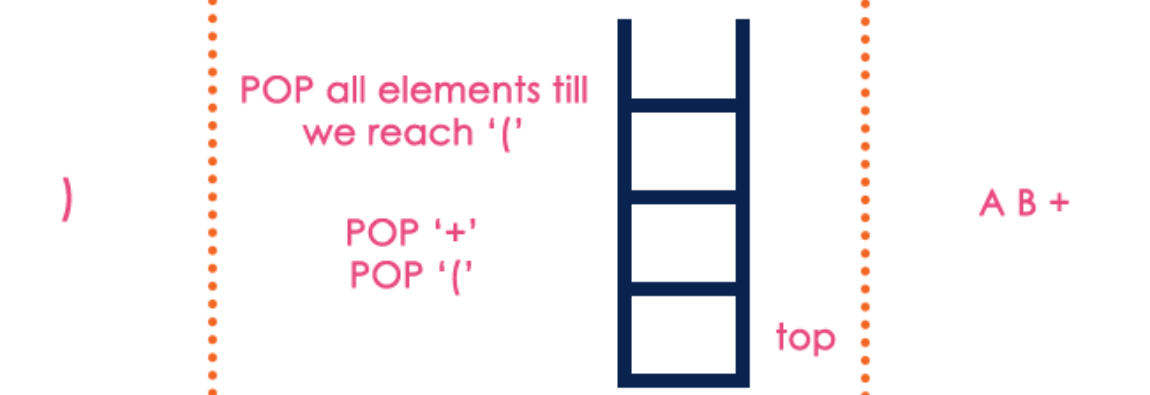 )
POP all elements till
we reach ‘(’
POP ‘+’
POP ‘(’
top
A B +